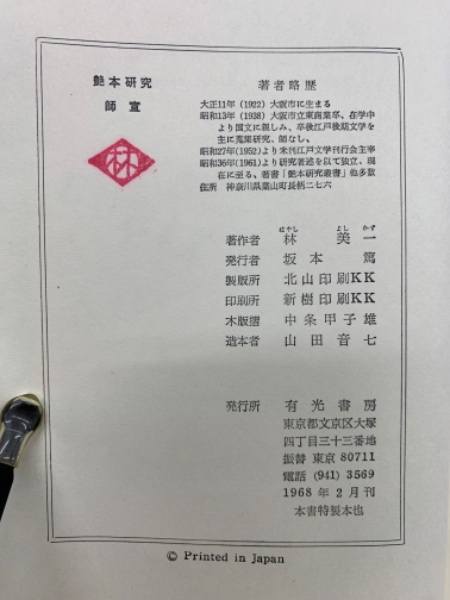 艶本研究
師宣
林
著者略歴
大正11年(1922)大阪市に生まる
昭和13年(1938)大阪市立東商業卒、在学中
より国文に親しみ、卒後江戸後期文学を
主に蒐集研究、師なし、
昭和27年(1952)より未刊江戸文学刊行会主宰
昭和36年(1961)より研究著述を以て独立、現
在に至る、著書「艶本研究叢書」他多数
住所 神奈川県葉山町長柄二七六
はやし よし かず
著作者 林 美一
発行者 坂本 篤
製版所 北山印刷KK
印刷所 新樹印刷KK
木版摺 中条甲子雄
造本者 山田音七
発行所 有光書房
東京都文京区大塚
四丁目三十三番地
振替 東京 80711
電話 (941) 3569
1968年2月刊
本書特製本也
© Printed in Japan